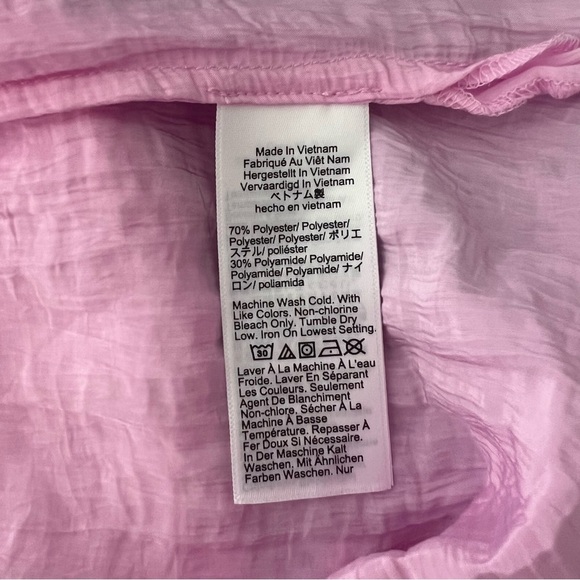 Made In Vietnam
Fabriqué Au Viêt Nam
Hergestellt In Vietnam
Vervaardigd In Vietnam
ベトナム製
hecho en vietnam
70% Polyester/ Polyester/
Polyester/ Polyester/ ポリエ
ステル/ poliéster
30% Polyamide/ Polyamide/
Polyamide/ Polyamide/ ナイ
ロン/ poliamida
Machine Wash Cold. With
Like Colors. Non-chlorine
Bleach Only. Tumble Dry
Low. Iron On Lowest Setting.
30
Laver À La Machine À L'eau
Froide. Laver En Séparant
Les Couleurs. Seulement
Agent De Blanchiment
Non-chlore. Sécher À La
Machine À Basse
Température. Repasser À
Fer Doux Si Nécessaire.
In Der Maschine Kalt
Waschen. Mit Ähnlichen
Farben Waschen. Nur